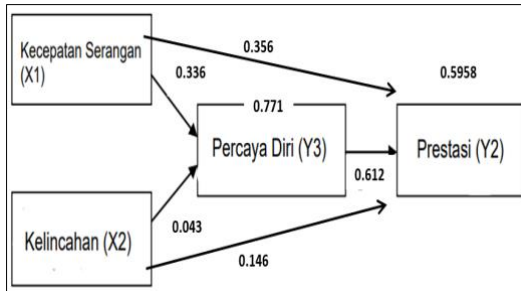 Kecepatan Serangan
(X1)
0.356
0.5958
0.336
0.771
Percaya Diri (Y3)
Prestasi (Y2)
0.612
0.043
Kelincahan (X2)
0.146